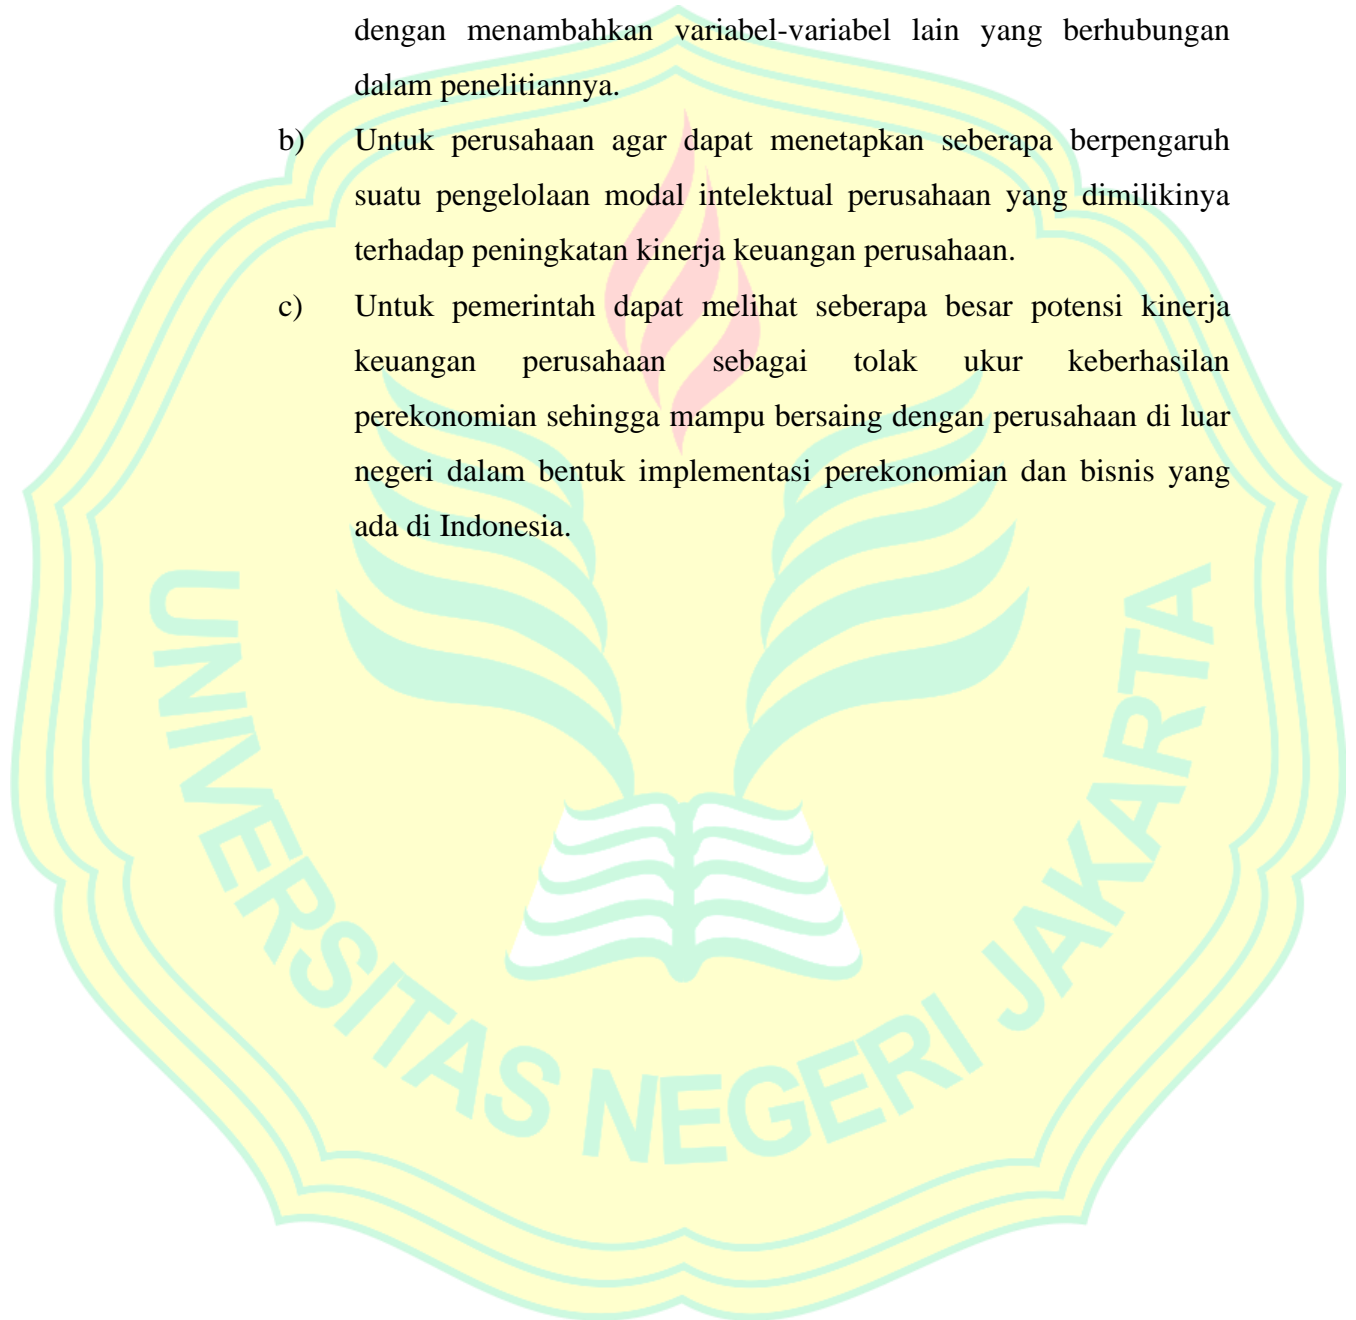 dengan menambahkan variabel-variabel lain yang berhubungan
dalam penelitiannya.
b) Untuk perusahaan agar dapat menetapkan seberapa berpengaruh
suatu pengelolaan modal intelektual perusahaan yang dimilikinya
terhadap peningkatan kinerja keuangan perusahaan.
c) Untuk pemerintah dapat melihat seberapa besar potensi kinerja
keuangan perusahaan sebagai tolak ukur keberhasilan
perekonomian sehingga mampu bersaing dengan perusahaan di luar
negeri dalam bentuk implementasi perekonomian dan bisnis yang
ada di Indonesia.
UNIVERSITAS NEGERI JAKARTA